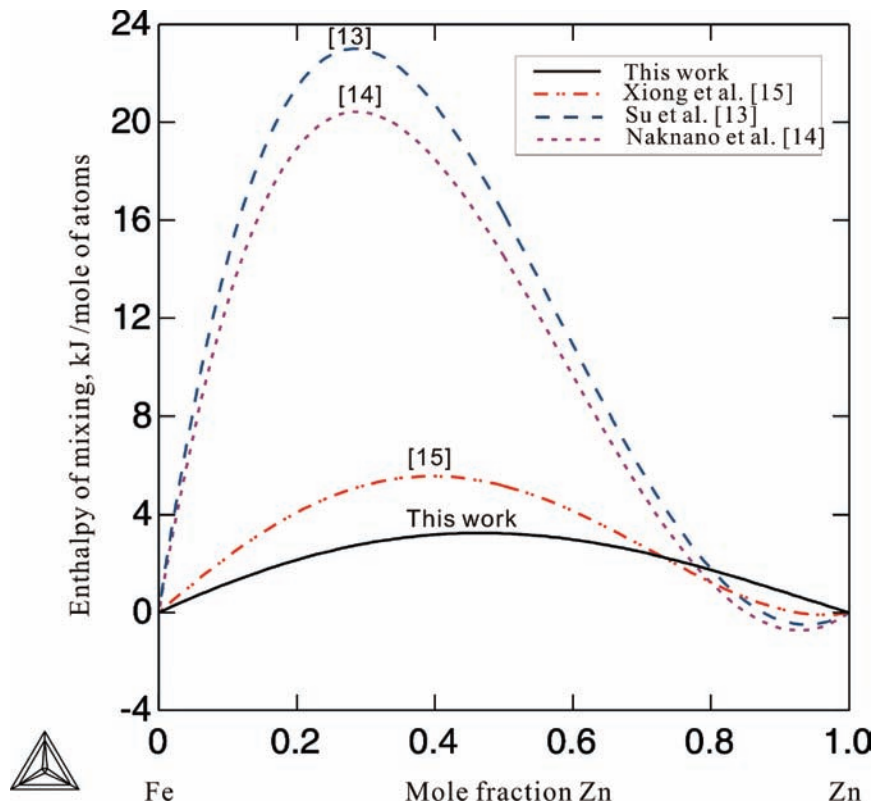 24
20
16
12
8
4
0
-4
Enthalpy of mixing, kJ /mole of atoms
[13]
[14]
[15]
This work
This work
Xiong et al. [15]
Su et al. [13]
Naknano et al. [14]
0 0.2 0.4 0.6 0.8 1.0
Fe Mole fraction Zn Zn